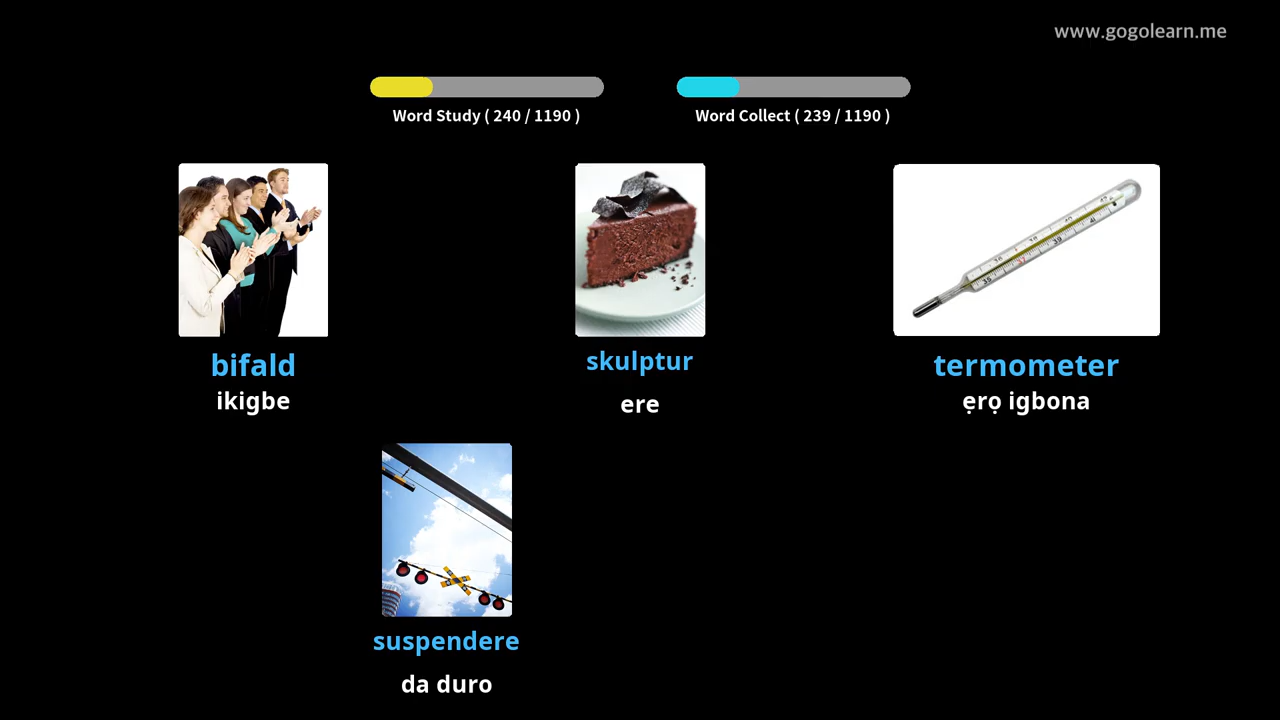 www.gogolearn.me
Word Study ( 240 / 1190 )
Word Collect ( 239 / 1190 )
bifald
ikigbe
skulptur
ere
termometer
ẹrọ igbona
suspendere
da duro